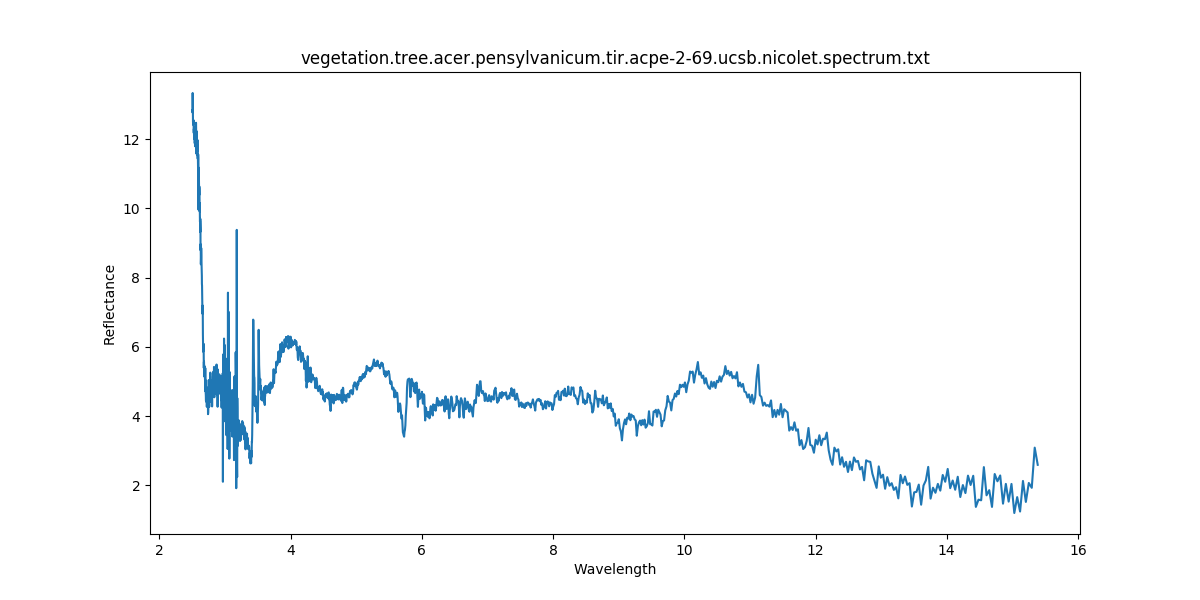 vegetation.tree.acer.pensylvanicum.tir.acpe-2-69.ucsb.nicolet.spectrum.txt
12
10
8
6
4
2
Reflectance
2 4 6 8 10 12 14 16
Wavelength